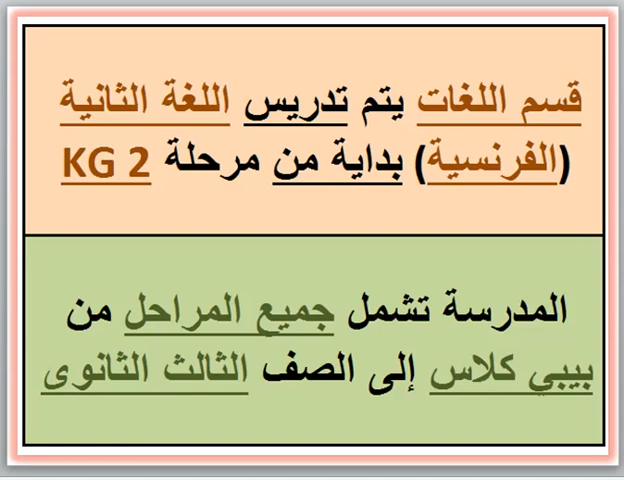 قسم اللغات يتم تدريس اللغة الثانية
(الفرنسية) بداية من مرحلة KG 2
المدرسة تشمل جميع المراحل من
بيبي كلاس إلى الصف الثالث الثانوى